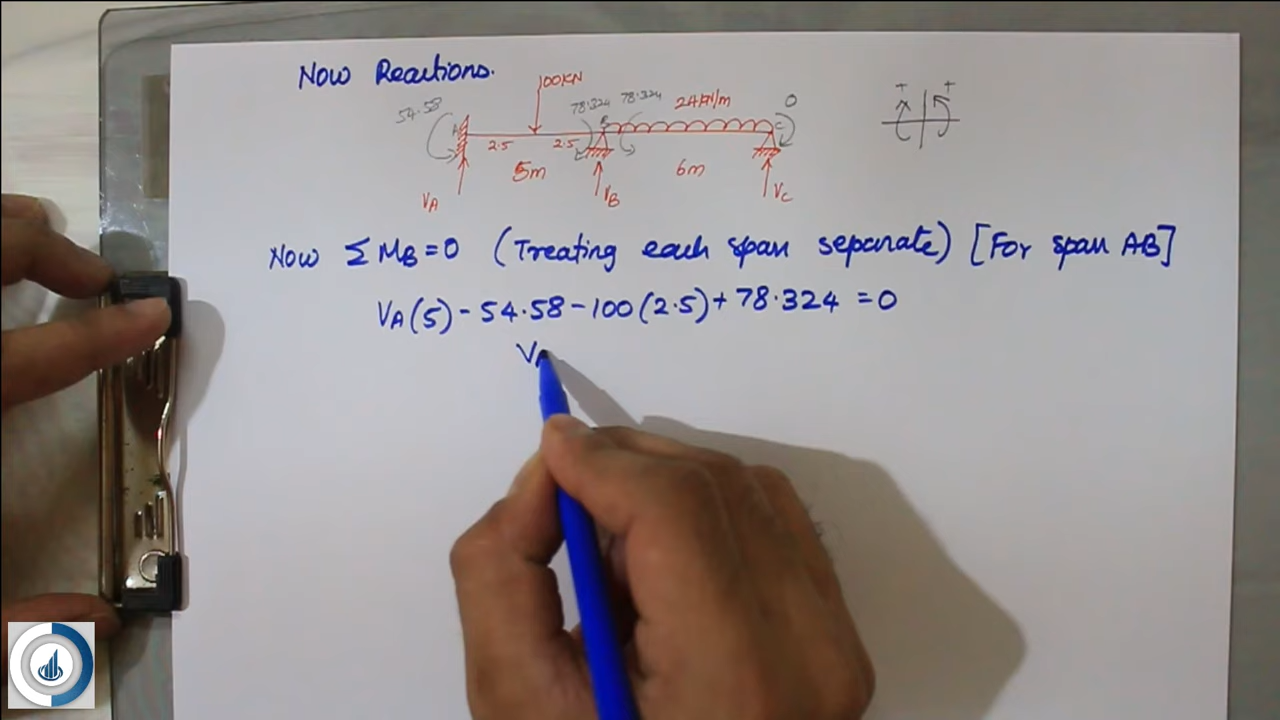 Now Reactions.
100KN
54.58 78.324 78.324 24KN/m 0 + +
A B C
2.5 2.5
5m 6m
VA VB VC
Now ΣMB=0 (Treating each span separate) [For span AB]
VA(5) - 54.58 - 100(2.5) + 78.324 = 0
VA